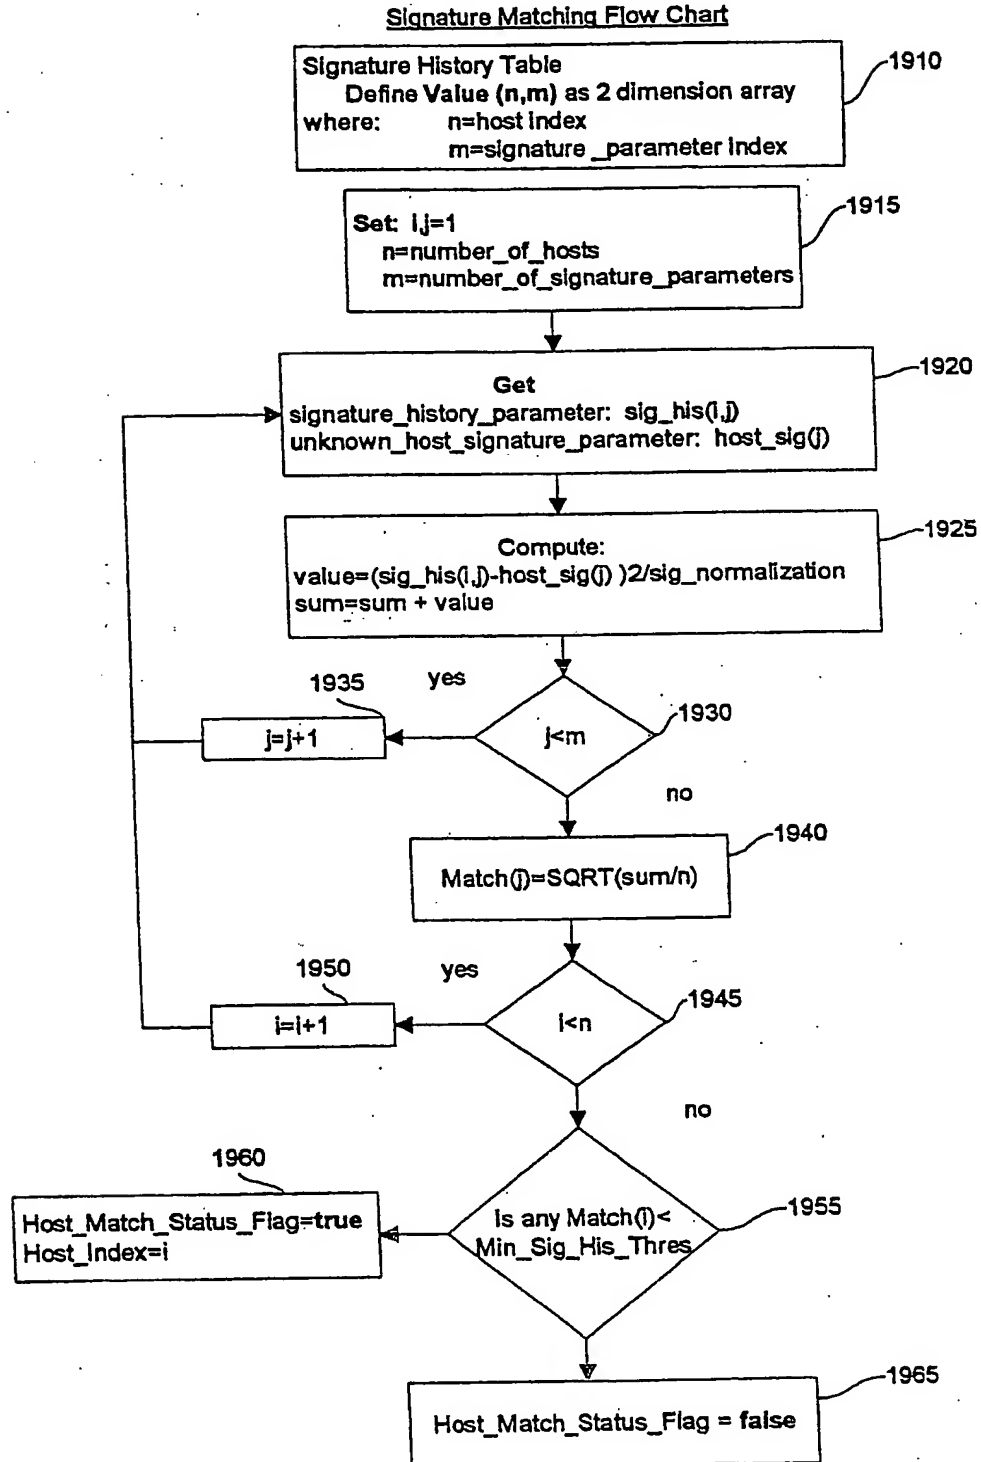 Signature Matching Flow Chart
1910
Signature History Table
Define Value (n,m) as 2 dimension array
where: n=host index
m=signature _parameter index
1915
Set: i,j=1
n=number_of_hosts
m=number_of_signature_parameters
1920
Get
signature_history_parameter: sig_his(i,j)
unknown_host_signature_parameter: host_sig(j)
1925
Compute:
value=(sig_his(i,j)-host_sig(j) )2/sig_normalization
sum=sum + value
1935
yes
1930
j=j+1
j<m
no
1940
Match(j)=SQRT(sum/n)
1950
yes
1945
i=i+1
i<n
no
1960
1955
Host_Match_Status_Flag=true
Host_Index=i
Is any Match(i)<
Min_Sig_His_Thres
1965
Host_Match_Status_Flag = false